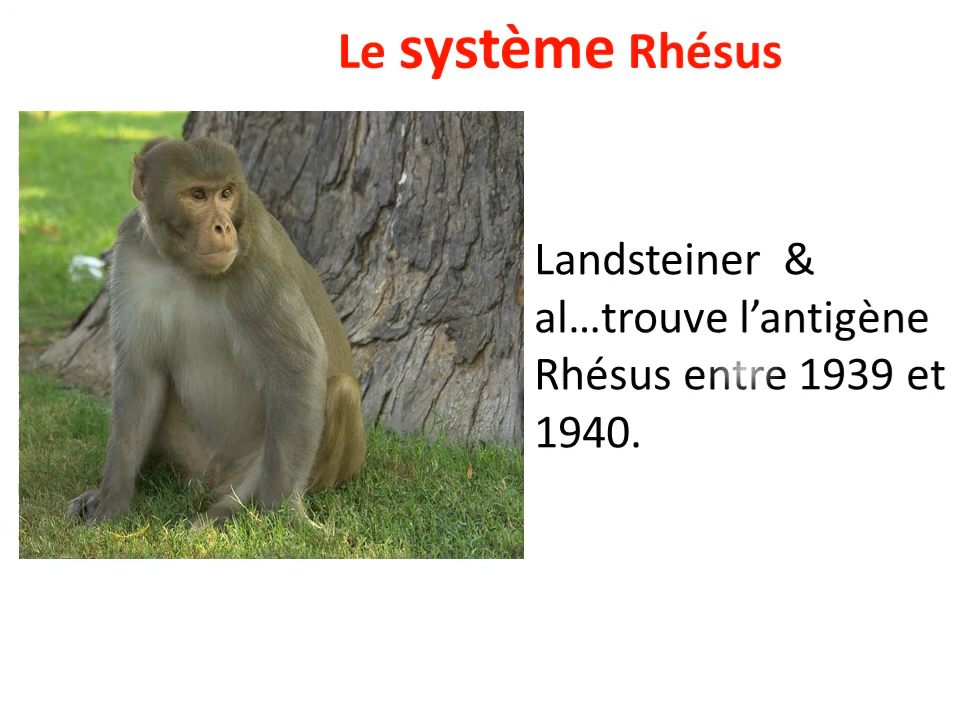 Le système Rhésus
Landsteiner &
al…trouve l’antigène
Rhésus entre 1939 et
1940.